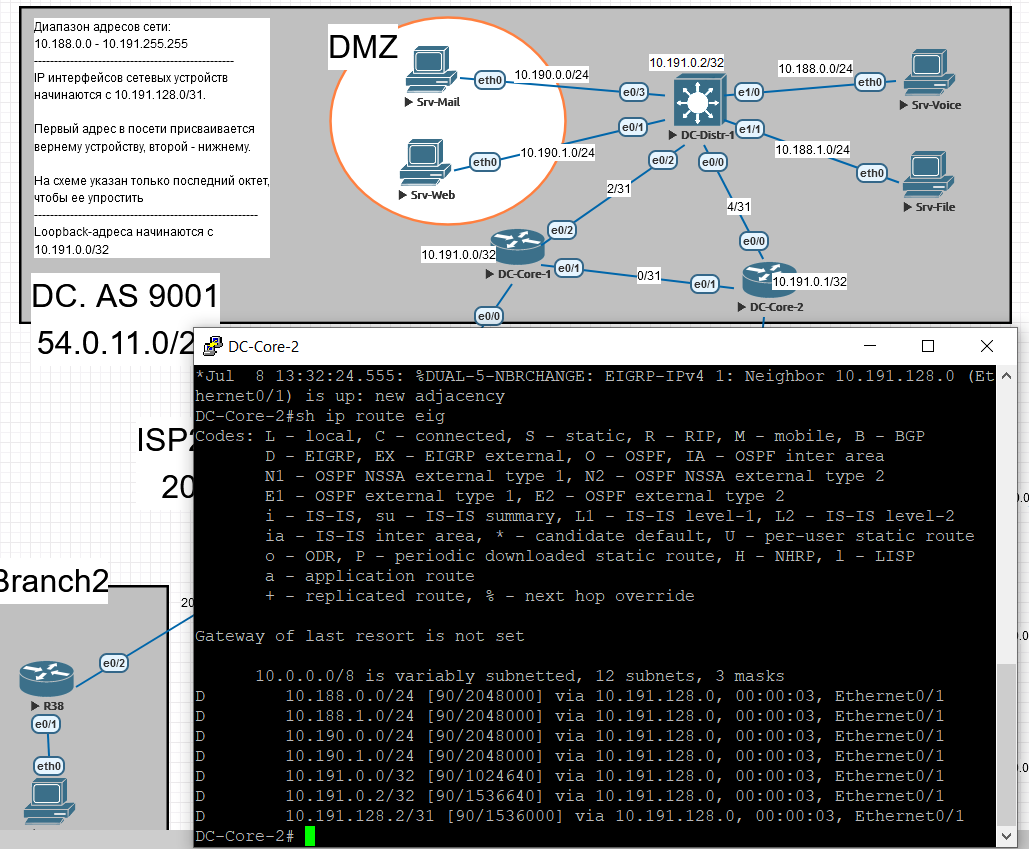 Диапазон адресов сети:
10.188.0.0 - 10.191.255.255
--------------------------------------------------
IP интерфейсов сетевых устройств
начинаются с 10.191.128.0/31.
Первый адрес в посети присваивается
вернему устройству, второй - нижнему.
На схеме указан только последний октет,
чтобы ее упростить
--------------------------------------------------------
Loopback-адреса начинаются с
10.191.0.0/32
DMZ
eth0
10.190.0.0/24
Srv-Mail
eth0
10.190.1.0/24
Srv-Web
10.191.0.2/32
e0/3
e1/0
10.188.0.0/24
eth0
Srv-Voice
e0/1
DC-Distr-1
e1/1
10.188.1.0/24
eth0
Srv-File
e0/2
e0/0
2/31
4/31
e0/2
e0/0
10.191.0.0/32
DC-Core-1
e0/1
0/31
e0/1
10.191.0.1/32
DC-Core-2
e0/0
DC. AS 9001
54.0.11.0/2
ISP2
20
Branch2
20
e0/2
R38
e0/1
eth0
DC-Core-2
*Jul  8 13:32:24.555: %DUAL-5-NBRCHANGE: EIGRP-IPv4 1: Neighbor 10.191.128.0 (Et
hernet0/1) is up: new adjacency
DC-Core-2#sh ip route eig
Codes: L - local, C - connected, S - static, R - RIP, M - mobile, B - BGP
       D - EIGRP, EX - EIGRP external, O - OSPF, IA - OSPF inter area
       N1 - OSPF NSSA external type 1, N2 - OSPF NSSA external type 2
       E1 - OSPF external type 1, E2 - OSPF external type 2
       i - IS-IS, su - IS-IS summary, L1 - IS-IS level-1, L2 - IS-IS level-2
       ia - IS-IS inter area, * - candidate default, U - per-user static route
       o - ODR, P - periodic downloaded static route, H - NHRP, l - LISP
       a - application route
       + - replicated route, % - next hop override
Gateway of last resort is not set
      10.0.0.0/8 is variably subnetted, 12 subnets, 3 masks
D        10.188.0.0/24 [90/2048000] via 10.191.128.0, 00:00:03, Ethernet0/1
D        10.188.1.0/24 [90/2048000] via 10.191.128.0, 00:00:03, Ethernet0/1
D        10.190.0.0/24 [90/2048000] via 10.191.128.0, 00:00:03, Ethernet0/1
D        10.190.1.0/24 [90/2048000] via 10.191.128.0, 00:00:03, Ethernet0/1
D        10.191.0.0/32 [90/1024640] via 10.191.128.0, 00:00:03, Ethernet0/1
D        10.191.0.2/32 [90/1536640] via 10.191.128.0, 00:00:03, Ethernet0/1
D        10.191.128.2/31 [90/1536000] via 10.191.128.0, 00:00:03, Ethernet0/1
DC-Core-2#